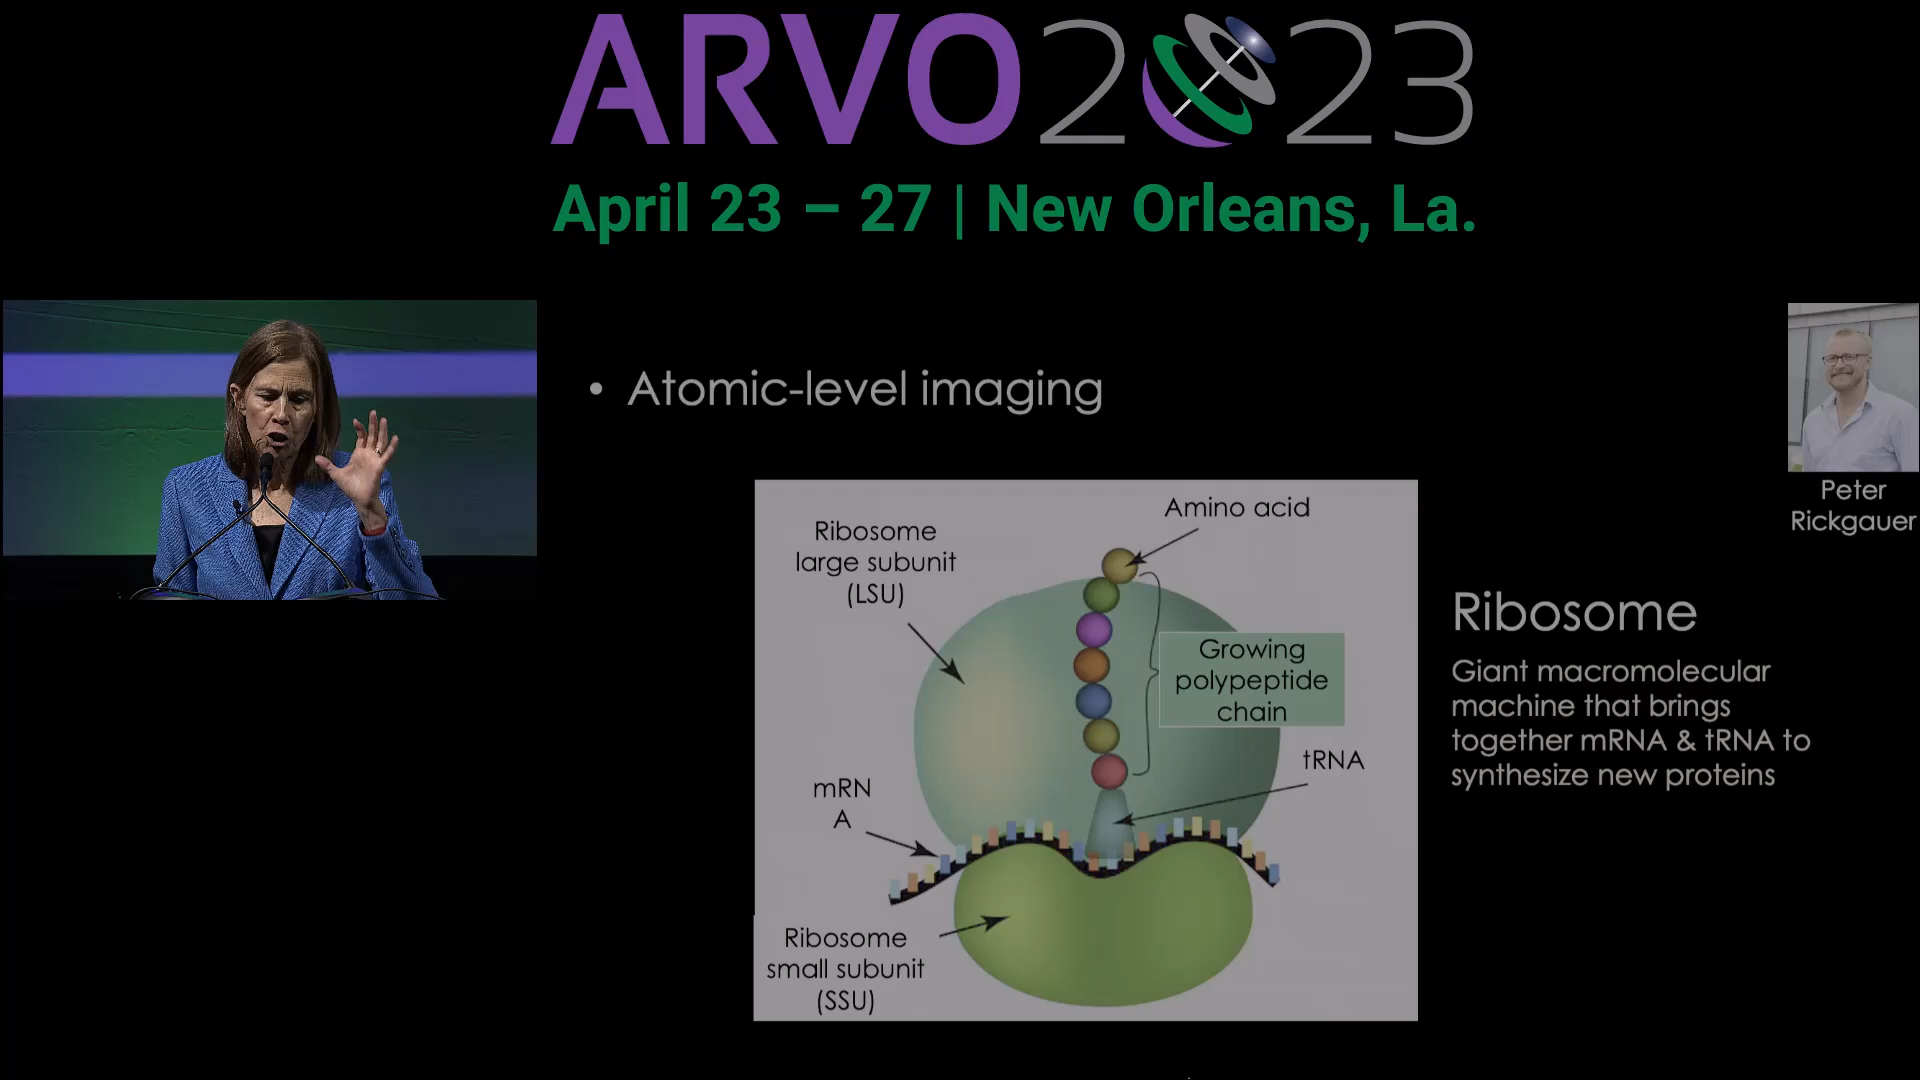 ARVO 2023
April 23 – 27 | New Orleans, La.
• Atomic-level imaging
Peter
Rickgauer
Amino acid
Ribosome
large subunit
(LSU)
Growing
polypeptide
chain
tRNA
mRN
A
Ribosome
small subunit
(SSU)
Ribosome
Giant macromolecular
machine that brings
together mRNA & tRNA to
synthesize new proteins